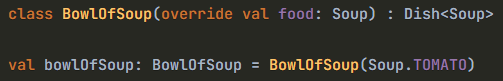 class BowlOfSoup(override val food: Soup) : Dish<Soup>
val bowlOfSoup: BowlOfSoup = BowlOfSoup(Soup.TOMATO)